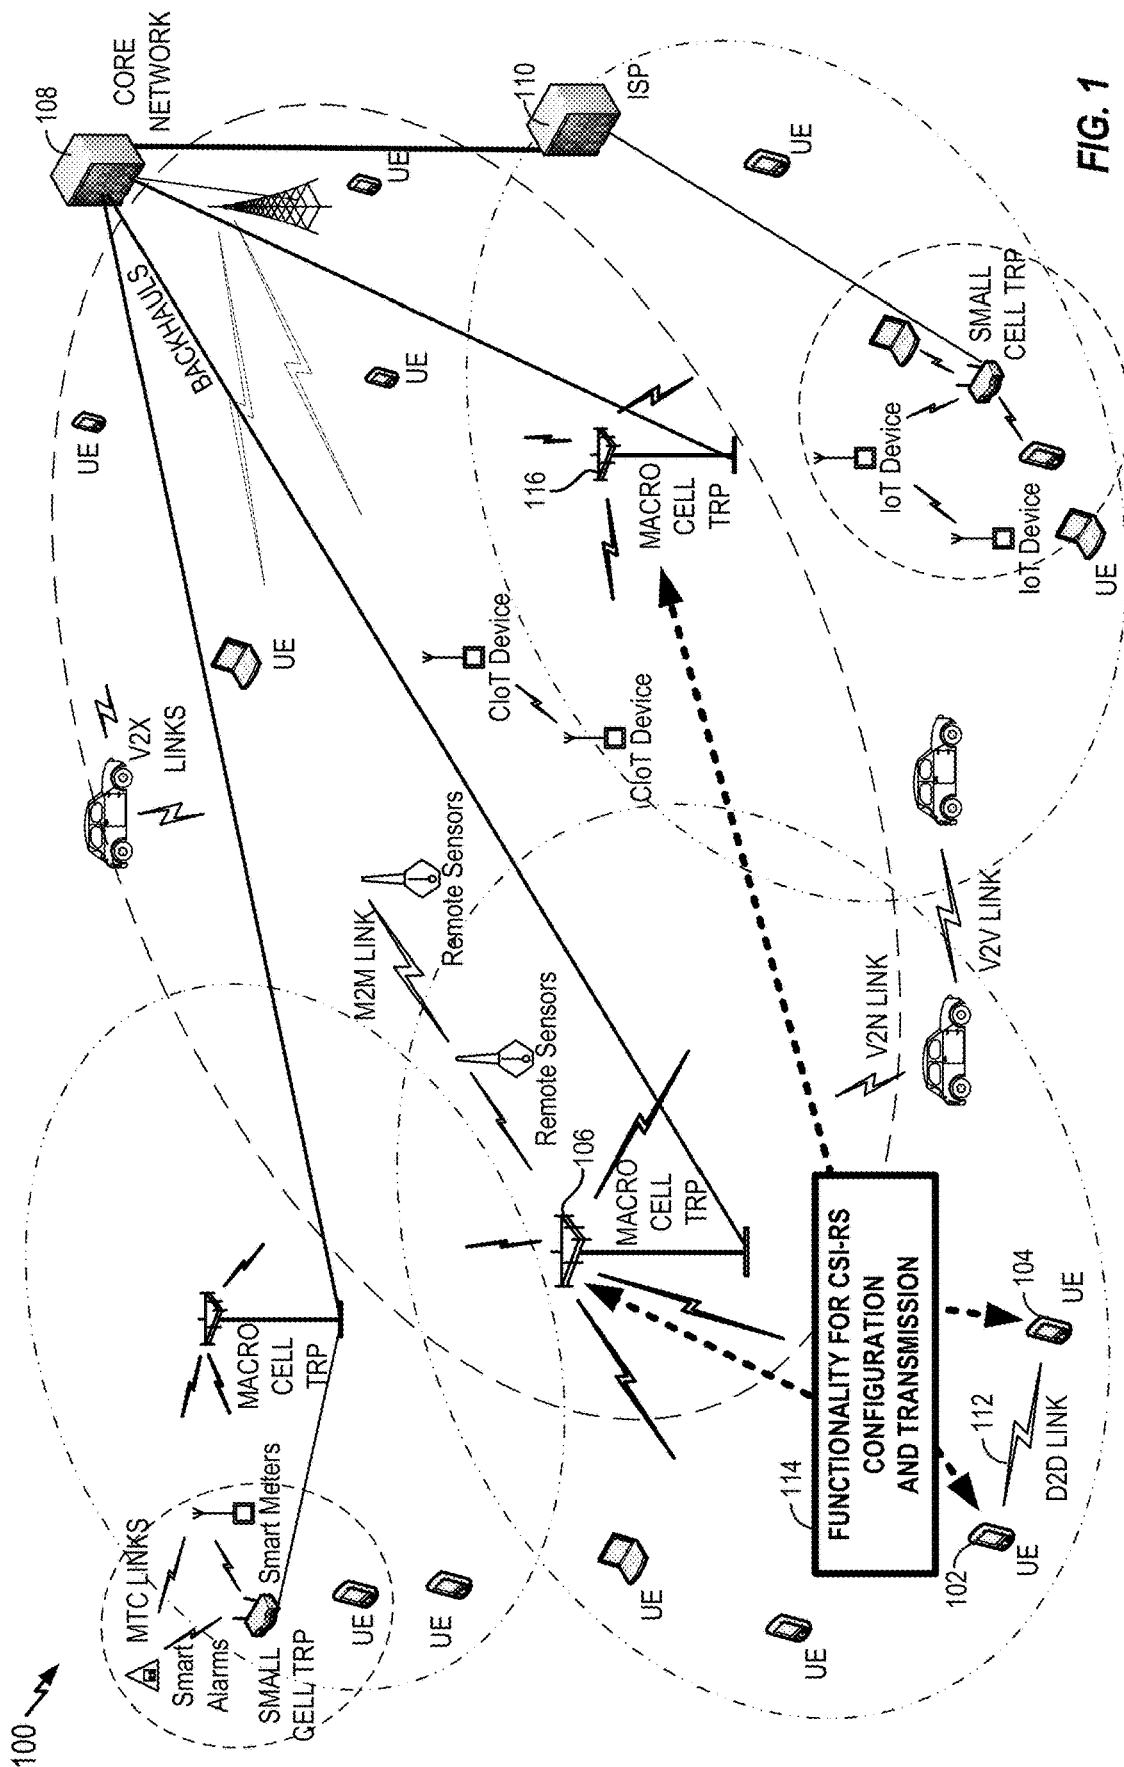 100
108
CORE
NETWORK
UE
MTC LINKS
V2X
LINKS
BACKHAULS
Smart
Alarms
SMALL
CELL TRP
Smart Meters
MACRO
CELL
TRP
UE
UE
M2M LINK
UE
UE
UE
Remote Sensors
CIoT Device
116
110
Remote Sensors
106
MACRO
CELL
TRP
CIoT Device
ISP
UE
MACRO
CELL
TRP
114
UE
UE
FUNCTIONALITY FOR CSI-RS
CONFIGURATION
AND TRANSMISSION
V2N LINK
IoT Device
102
112
V2V LINK
SMALL
CELL TRP
UE
104
IoT Device
D2D LINK
UE
UE
FIG. 1